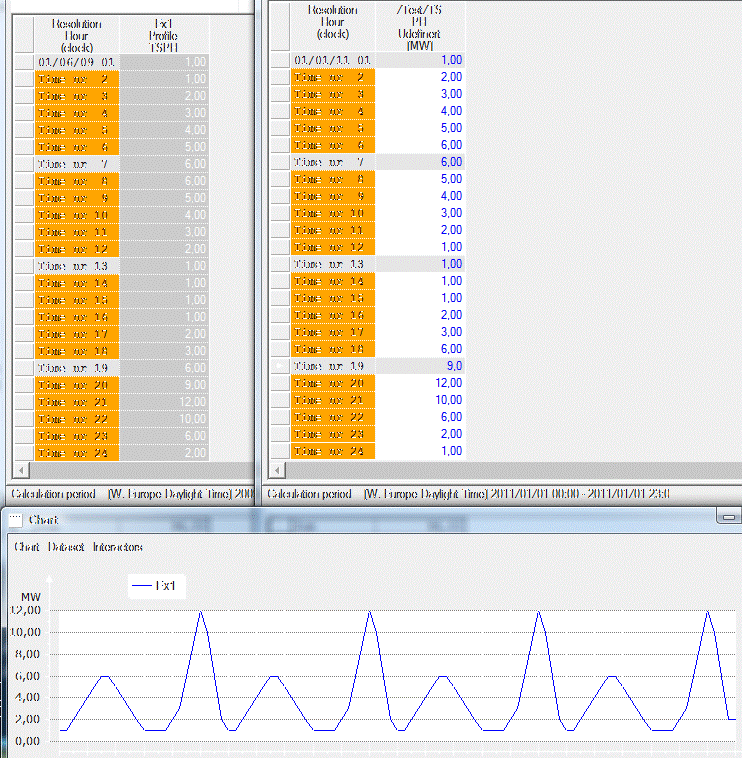 Resolution
Hour
(clock)
Ex1
Profile
01/06/09 01 1,00
Time nr 2 1,00
Time nr 3 2,00
Time nr 4 3,00
Time nr 5 4,00
Time nr 6 5,00
Time nr 7 6,00
Time nr 8 6,00
Time nr 9 5,00
Time nr 10 4,00
Time nr 11 3,00
Time nr 12 2,00
Time nr 13 1,00
Time nr 14 1,00
Time nr 15 1,00
Time nr 16 1,00
Time nr 17 2,00
Time nr 18 3,00
Time nr 19 6,00
Time nr 20 9,00
Time nr 21 12,00
Time nr 22 10,00
Time nr 23 6,00
Time nr 24 2,00
Calculation period (W. Europe Daylight Time) 200
Resolution
Hour
(clock)
/Test/TS
Udefinert
(MW)
01/01/11 01 1,00
Time nr 2 2,00
Time nr 3 3,00
Time nr 4 4,00
Time nr 5 5,00
Time nr 6 6,00
Time nr 7 6,00
Time nr 8 5,00
Time nr 9 4,00
Time nr 10 3,00
Time nr 11 2,00
Time nr 12 1,00
Time nr 13 1,00
Time nr 14 1,00
Time nr 15 1,00
Time nr 16 2,00
Time nr 17 3,00
Time nr 18 6,00
Time nr 19 9,0
Time nr 20 12,00
Time nr 21 10,00
Time nr 22 6,00
Time nr 23 2,00
Time nr 24 1,00
Calculation period (W. Europe Daylight Time) 2011/01/01 00:00 - 2011/01/01 23:0
Chart
Chart Dataset Interactors
Ex1
MW
12,00
10,00
8,00
6,00
4,00
2,00
0,00